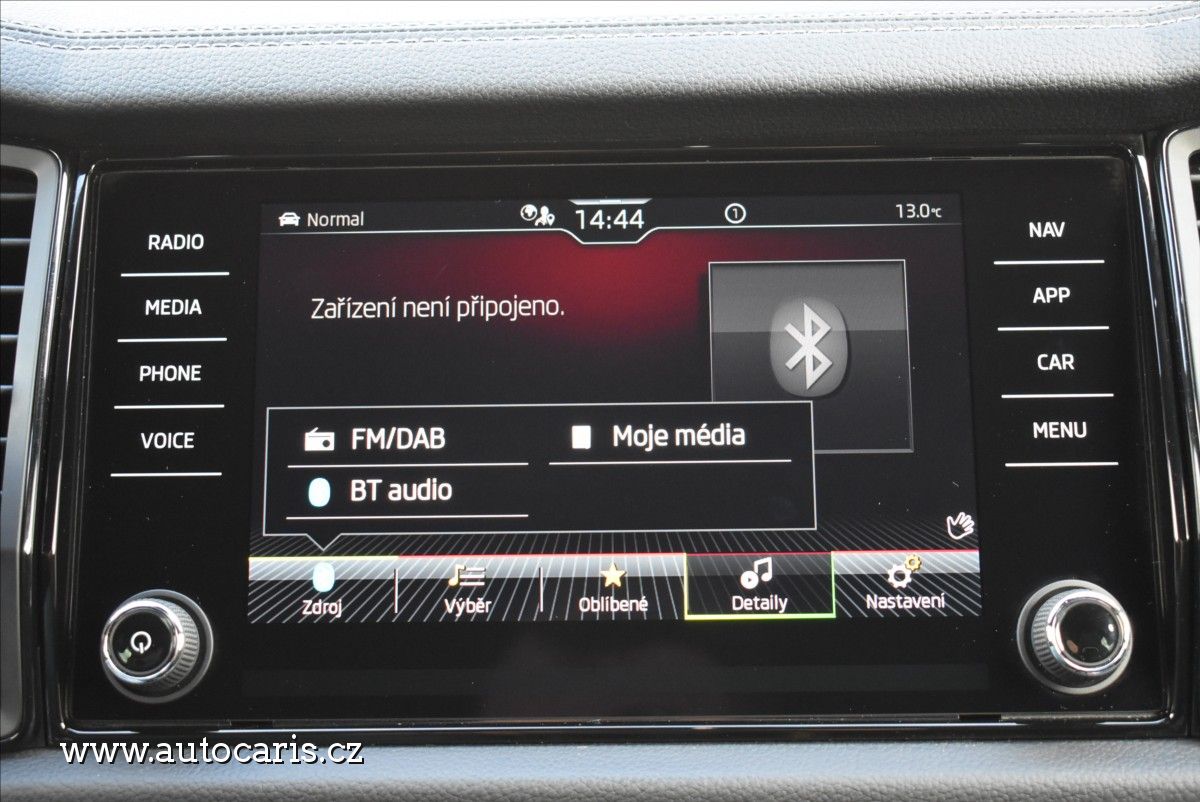 Normal
14:44
1
13.0°C
RADIO
MEDIA
PHONE
VOICE
NAV
APP
CAR
MENU
Zařízení není připojeno.
FM/DAB
Moje média
BT audio
Zdroj
Výběr
Oblíbené
Detaily
Nastavení
www.autocaris.cz